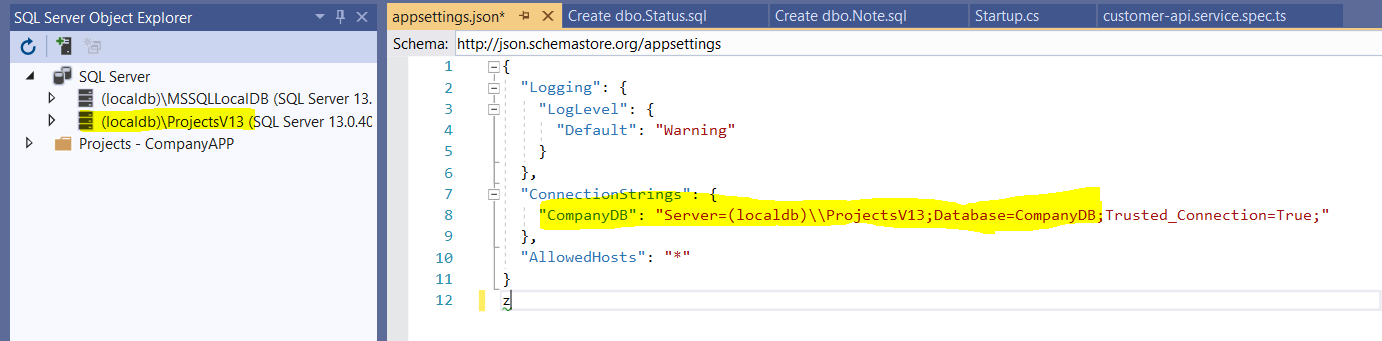 SQL Server Object Explorer
SQL Server
(localdb)\MSSQLLocalDB (SQL Server 13.
(localdb)\ProjectsV13 (SQL Server 13.0.40
Projects - CompanyAPP
appsettings.json* Create dbo.Status.sql Create dbo.Note.sql Startup.cs customer-api.service.spec.ts
Schema: http://json.schemastore.org/appsettings
1 {
2 "Logging": {
3 "LogLevel": {
4 "Default": "Warning"
5 }
6 },
7 "ConnectionStrings": {
8 "CompanyDB": "Server=(localdb)\\ProjectsV13;Database=CompanyDB;Trusted_Connection=True;"
9 },
10 "AllowedHosts": "*"
11 }
12 z